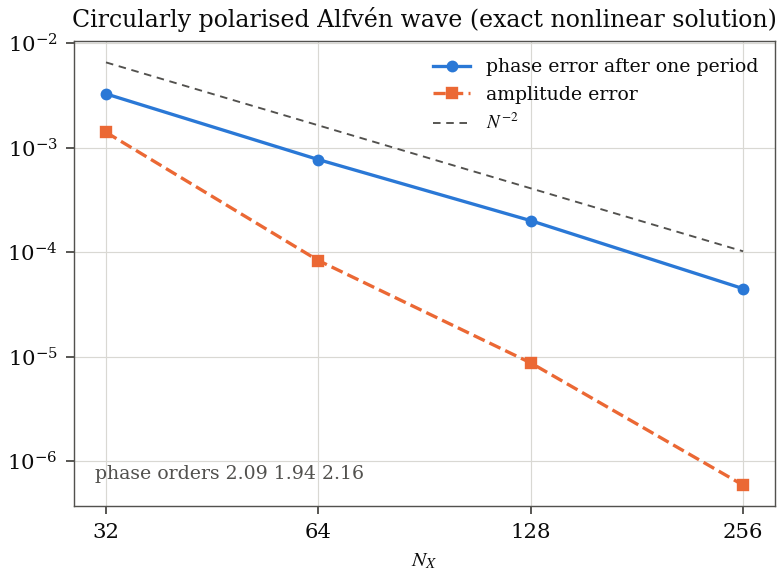 Circularly polarised Alfvén wave (exact nonlinear solution)
10⁻²
10⁻³
10⁻⁴
10⁻⁵
10⁻⁶
phase error after one period
amplitude error
N⁻²
phase orders 2.09 1.94 2.16
32 64 128 256
N_X